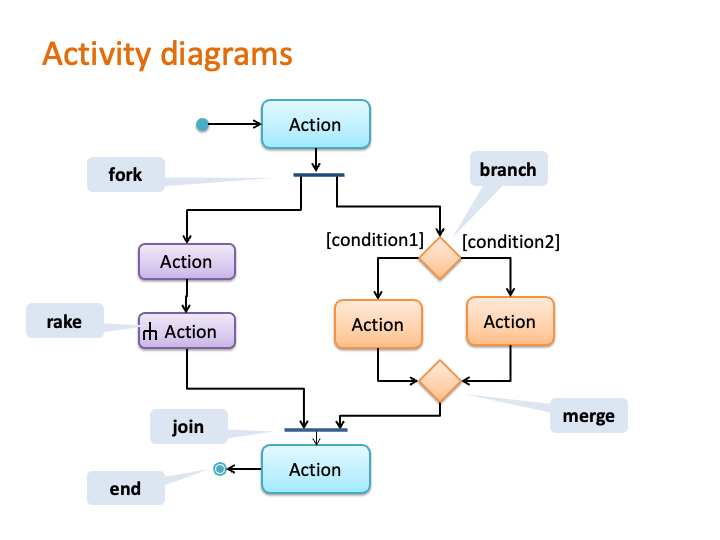 Activity diagrams
Action
fork
branch
[condition1]
[condition2]
Action
rake
Action
Action
Action
join
merge
Action
end